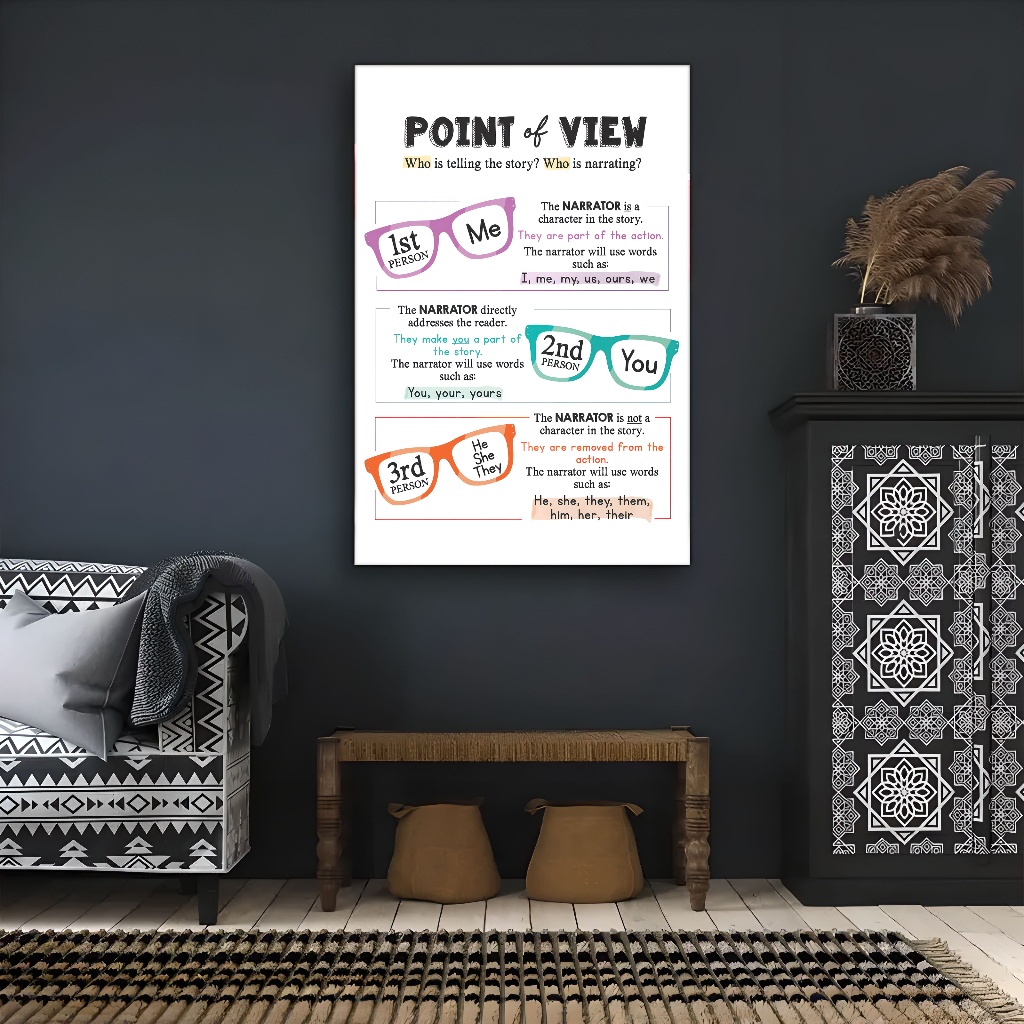 POINT of VIEW
Who is telling the story? Who is narrating?
1st
PERSON
Me
The NARRATOR is a
character in the story.
They are part of the action.
The narrator will use words
such as:
I, me, my, us, ours, we
The NARRATOR directly
addresses the reader.
They make you a part of
the story.
The narrator will use words
such as:
You, your, yours
2nd
PERSON
You
3rd
PERSON
He
She
They
The NARRATOR is not a
character in the story.
They are removed from the
action.
The narrator will use words
such as:
He, she, they, them,
him, her, their